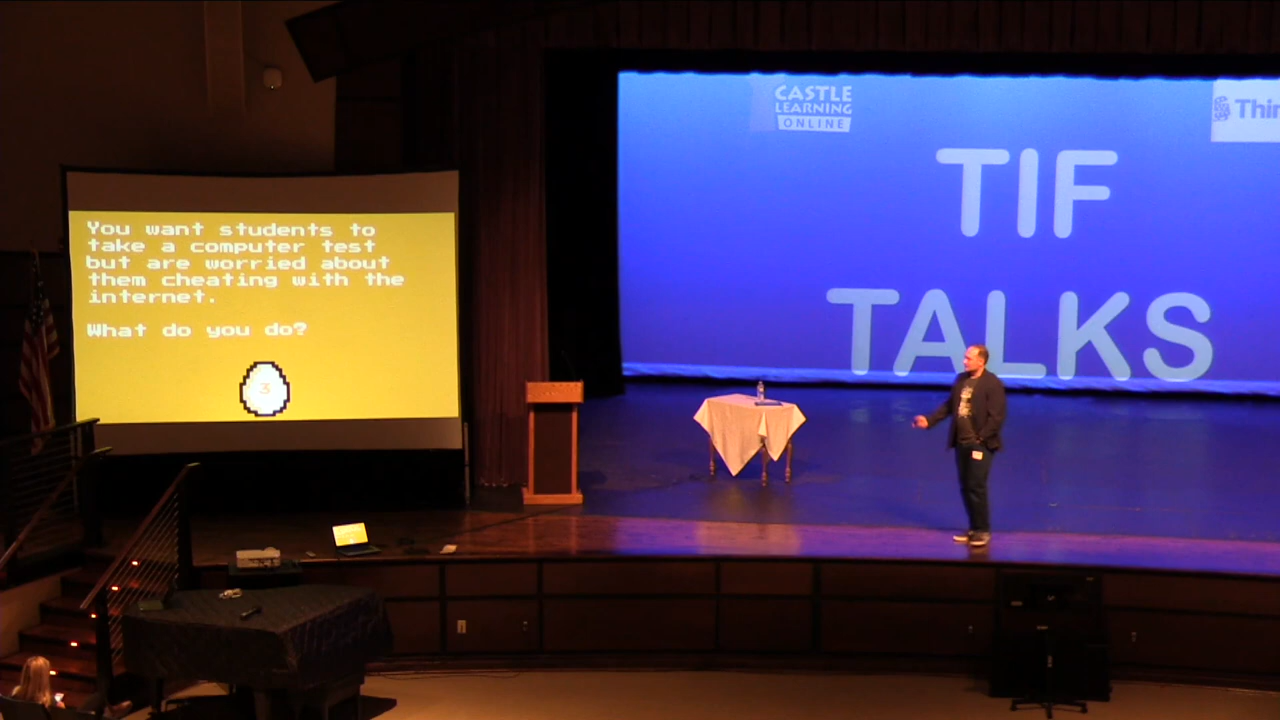 You want students to
take a computer test
but are worried about
them cheating with the
internet.
What do you do?
3
CASTLE
LEARNING
ONLINE
TIF
TALKS